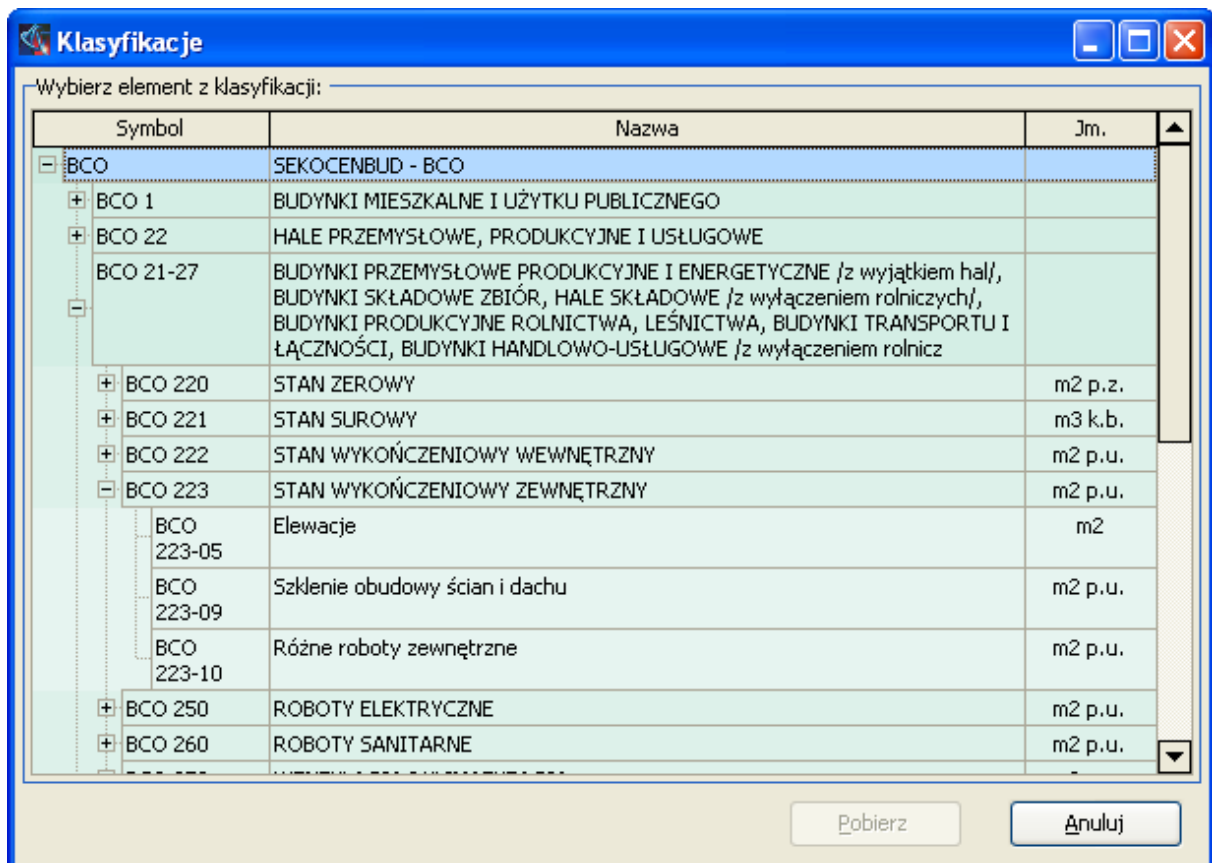 Klasyfikacje
Wybierz element z klasyfikacji:
Symbol Nazwa Jm.
BCO SEKOCENBUD - BCO
BCO 1 BUDYNKI MIESZKALNE I UŻYTKU PUBLICZNEGO
BCO 22 HALE PRZEMYSŁOWE, PRODUKCYJNE I USŁUGOWE
BCO 21-27 BUDYNKI PRZEMYSŁOWE PRODUKCYJNE I ENERGETYCZNE /z wyjątkiem hal/,
BUDYNKI SKŁADOWE ZBIÓR, HALE SKŁADOWE /z wyłączeniem rolniczych/,
BUDYNKI PRODUKCYJNE ROLNICTWA, LEŚNICTWA, BUDYNKI TRANSPORTU I
ŁĄCZNOŚCI, BUDYNKI HANDLOWO-USŁUGOWE /z wyłączeniem rolnicz
BCO 220 STAN ZEROWY m2 p.z.
BCO 221 STAN SUROWY m3 k.b.
BCO 222 STAN WYKOŃCZENIOWY WEWNĘTRZNY m2 p.u.
BCO 223 STAN WYKOŃCZENIOWY ZEWNĘTRZNY m2 p.u.
BCO Elewacje m2
223-05
BCO Szklenie obudowy ścian i dachu m2 p.u.
223-09
BCO Różne roboty zewnętrzne m2 p.u.
223-10
BCO 250 ROBOTY ELEKTRYCZNE m2 p.u.
BCO 260 ROBOTY SANITARNE m2 p.u.
Pobierz Anuluj